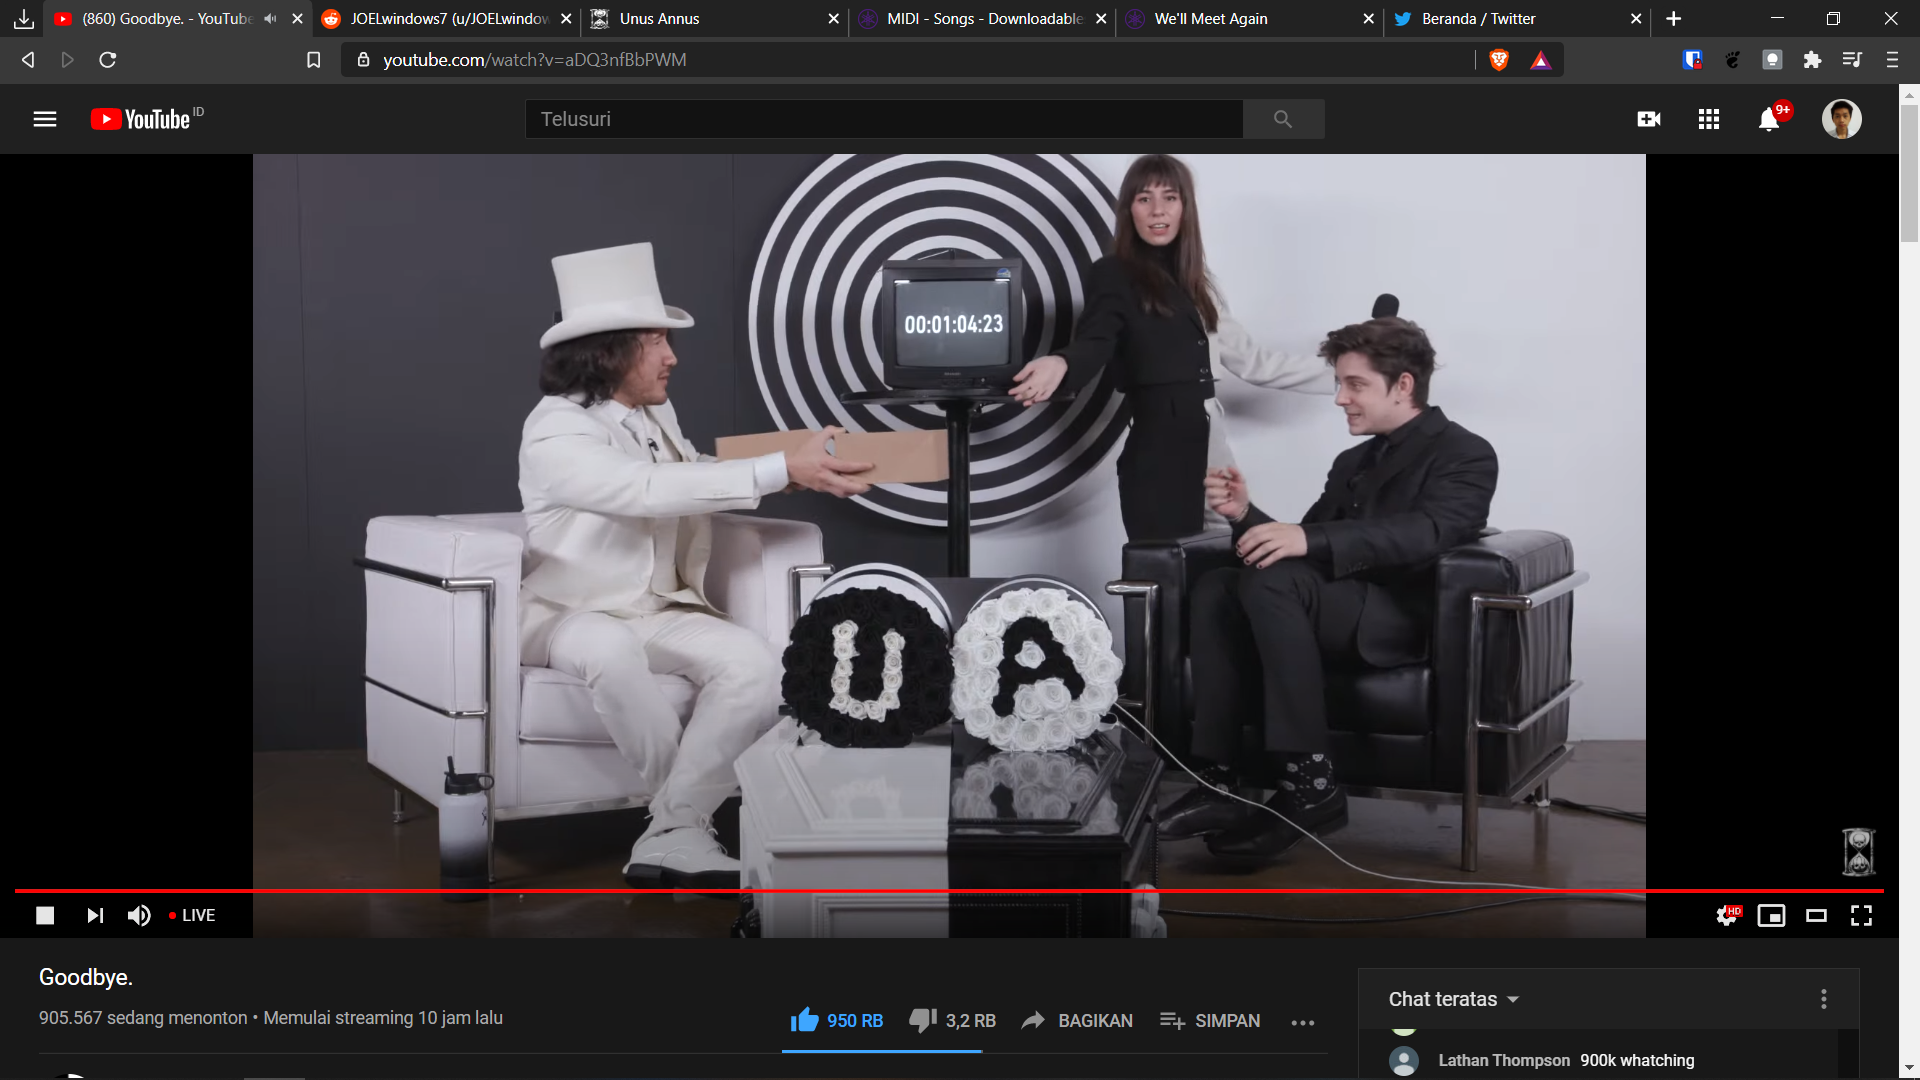 (860) Goodbye. - YouTube
JOELwindows7 (u/JOELwindow
Unus Annus
MIDI - Songs - Downloadable
We'll Meet Again
Beranda / Twitter
youtube.com/watch?v=aDQ3nfBbPWM
YouTube ID
Telusuri
9+
00:01:04:23
U A
LIVE
HD
Goodbye.
905.567 sedang menonton • Memulai streaming 10 jam lalu
950 RB
3,2 RB
BAGIKAN
SIMPAN
Chat teratas
Lathan Thompson 900k whatching